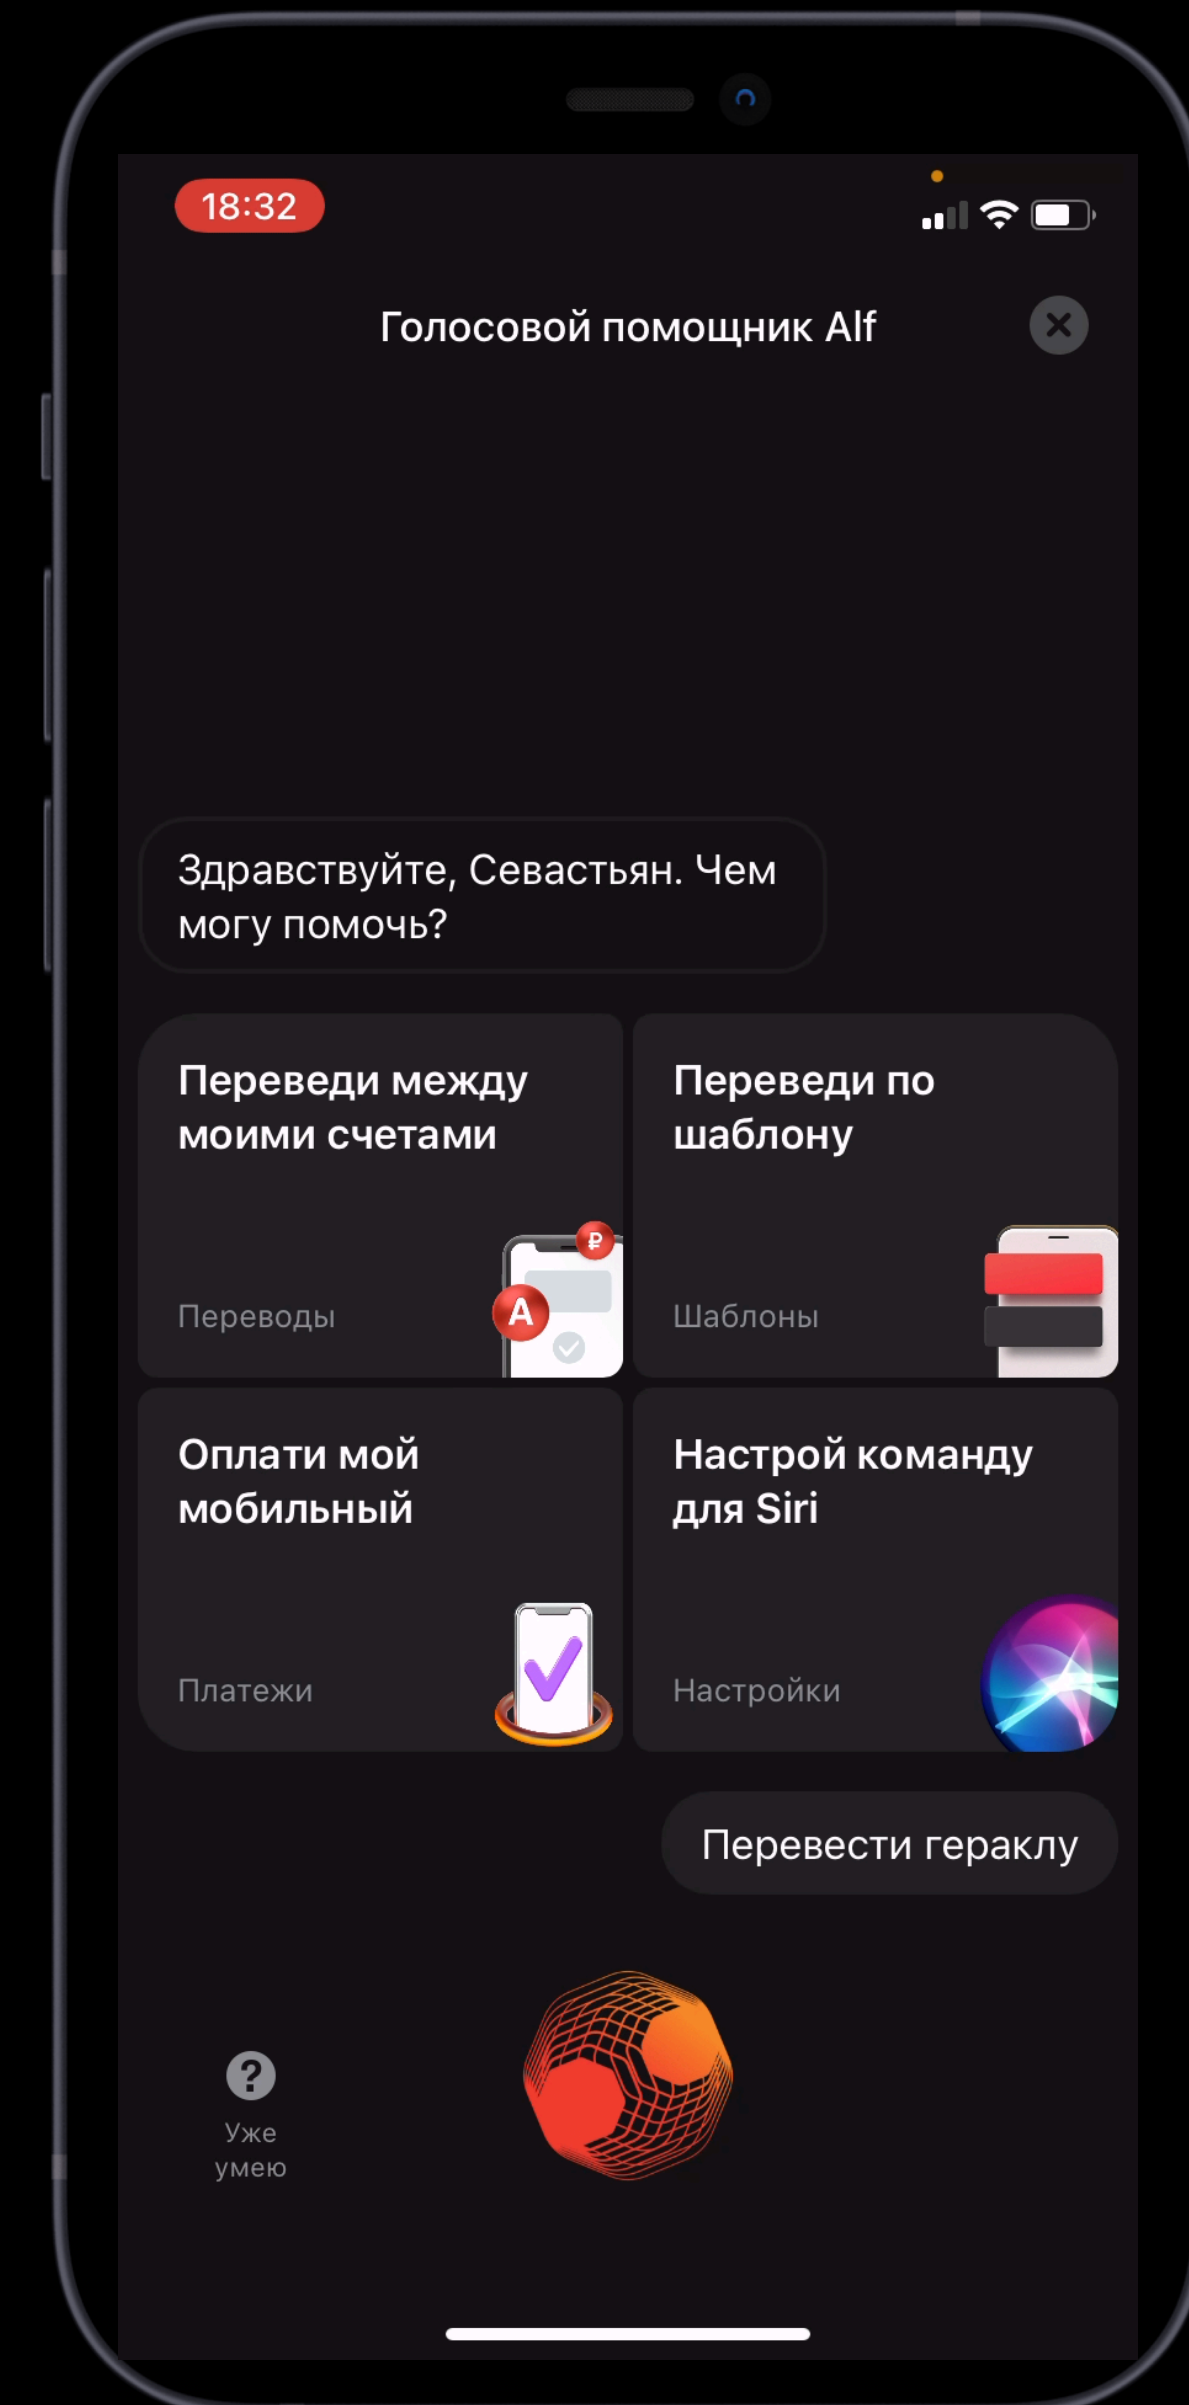 18:32
Голосовой помощник Alf
Здравствуйте, Севастьян. Чем
могу помочь?
Переведи между
моими счетами
Переводы
₽
A
Переведи по
шаблону
Шаблоны
Оплати мой
мобильный
Платежи
Настрой команду
для Siri
Настройки
Перевести гераклу
?
Уже
умею